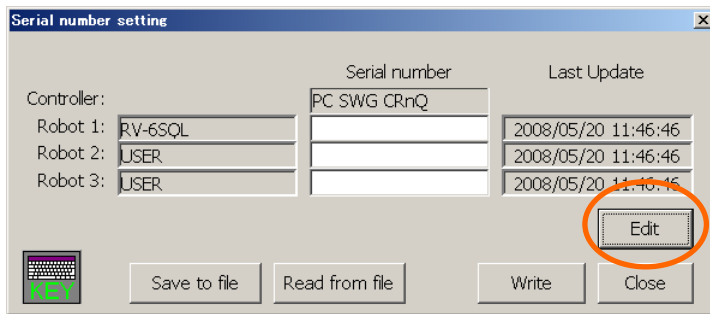 Serial number setting
Serial number Last Update
Controller: PC SWG CRnQ
Robot 1: RV-6SQL 2008/05/20 11:46:46
Robot 2: USER 2008/05/20 11:46:46
Robot 3: USER 2008/05/20 11:46:46
Edit
KEY Save to file Read from file Write Close